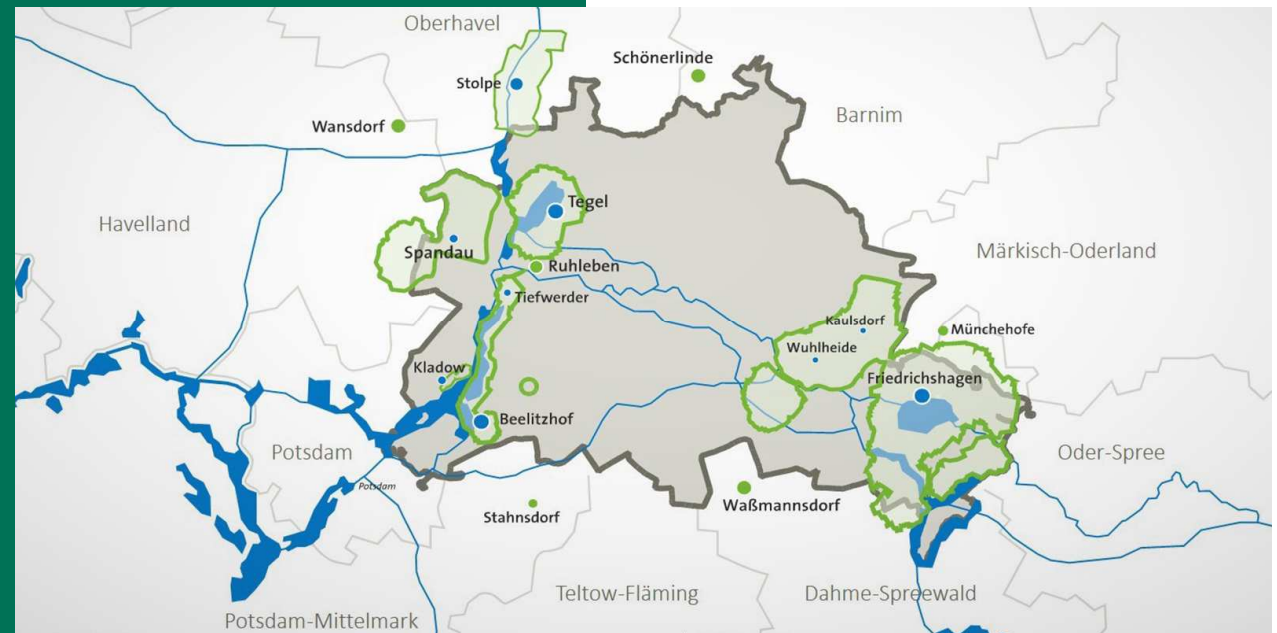 Oberhavel
Schönerlinde
Stolpe
Barnim
Wansdorf
Tegel
Havelland
Spandau
Märkisch-Oderland
Ruhleben
Tiefwerder
Kaulsdorf
Münchehofe
Wuhlheide
Kladow
Friedrichshagen
Beelitzhof
Potsdam
Oder-Spree
Potsdam
Waßmannsdorf
Stahnsdorf
Teltow-Fläming
Dahme-Spreewald
Potsdam-Mittelmark